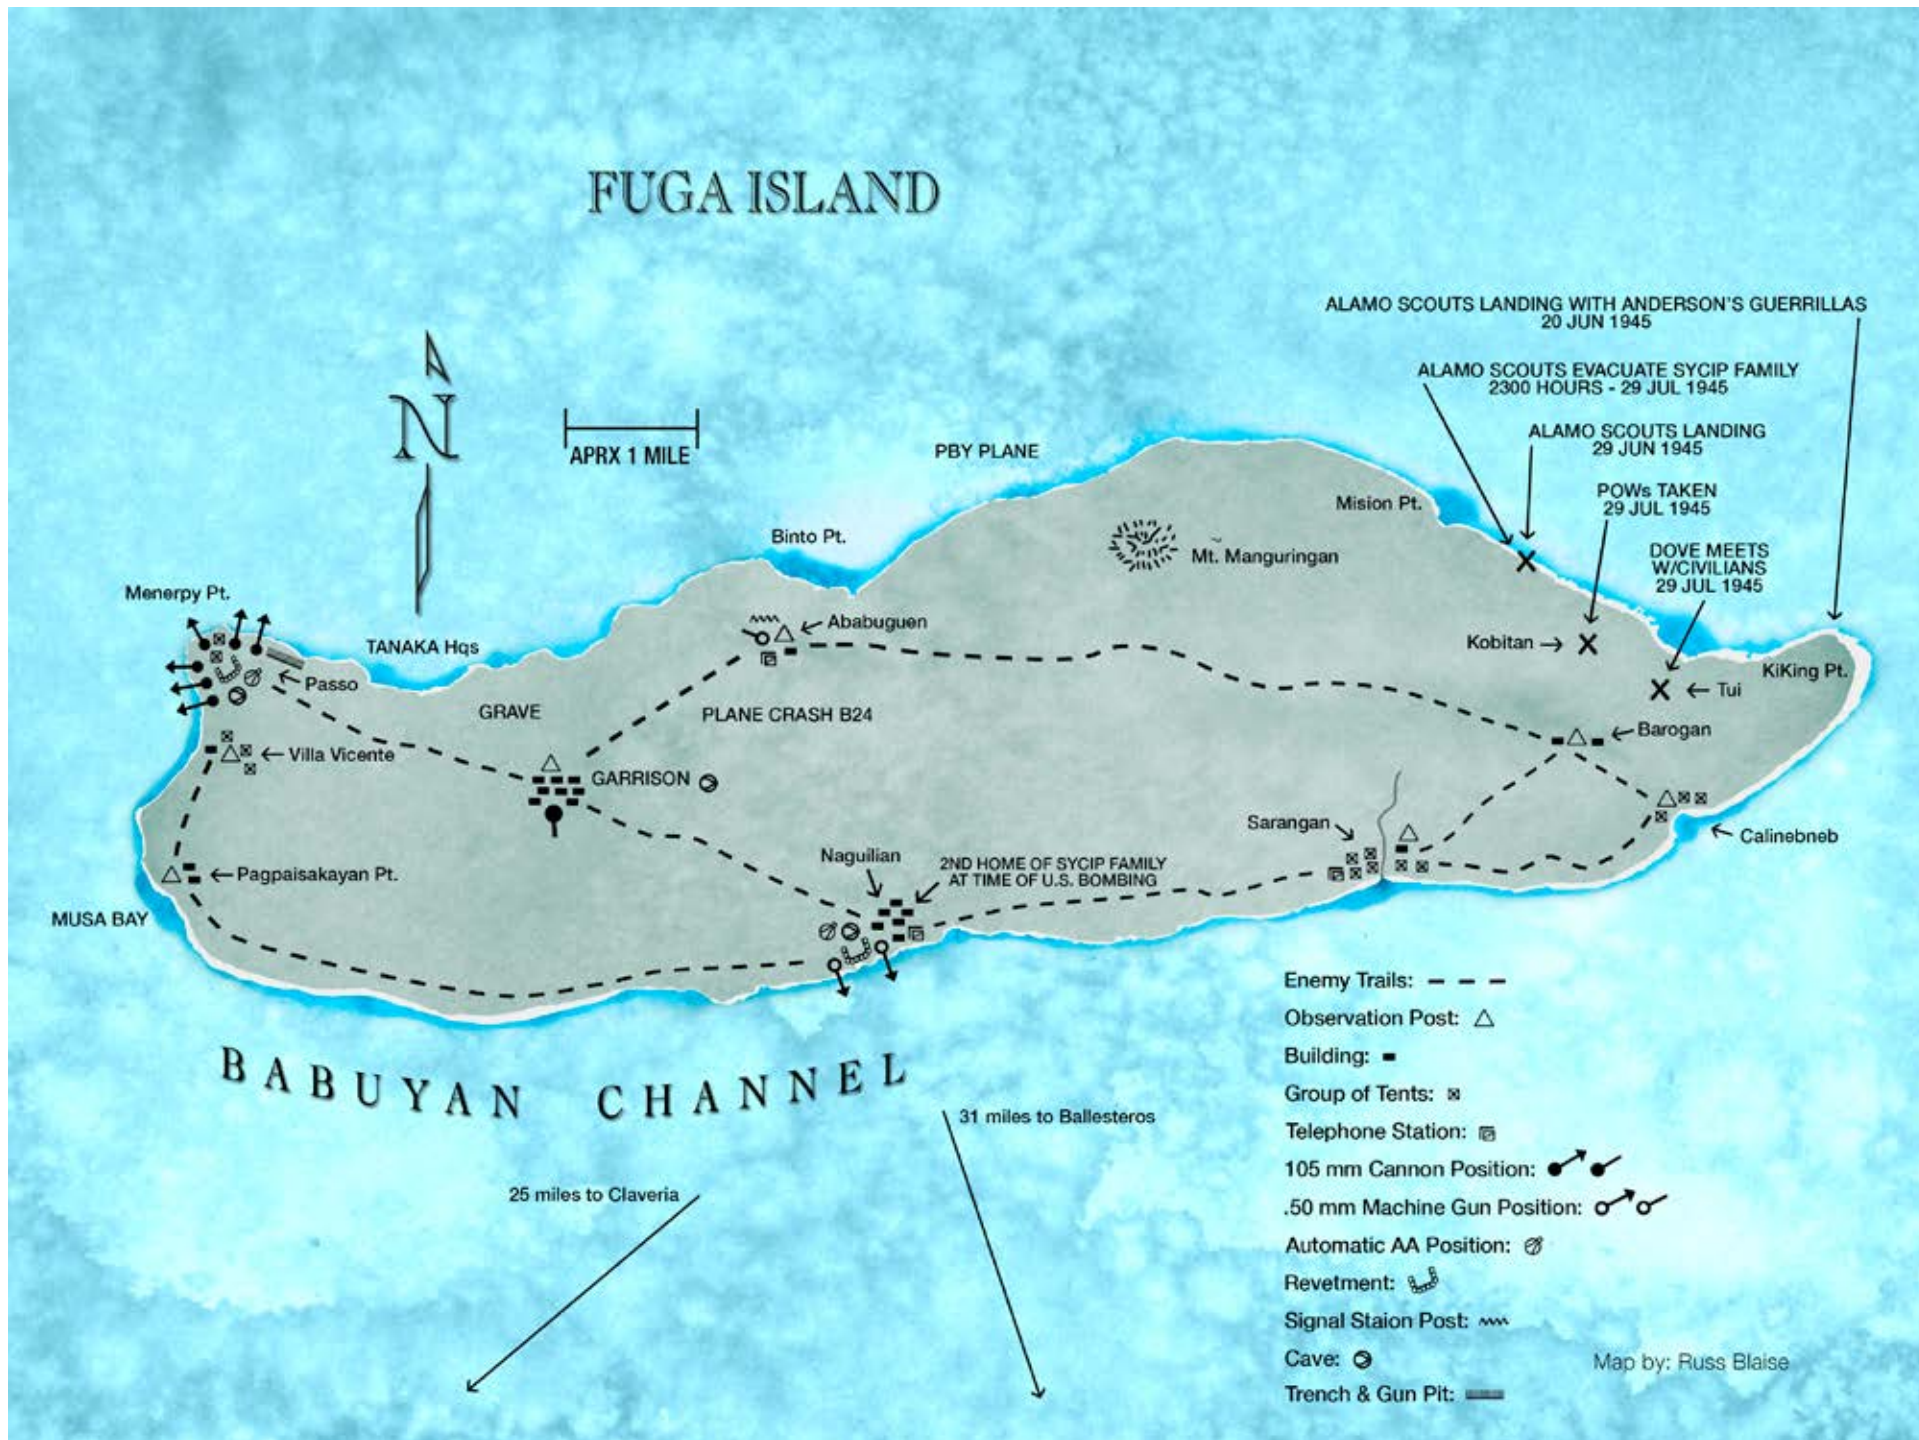 FUGA ISLAND
ALAMO SCOUTS LANDING WITH ANDERSON'S GUERRILLAS
20 JUN 1945
ALAMO SCOUTS EVACUATE SYCIP FAMILY
2300 HOURS - 29 JUL 1945
ALAMO SCOUTS LANDING
29 JUN 1945
POWs TAKEN
29 JUL 1945
DOVE MEETS
W/CIVILIANS
29 JUL 1945
N
APRX 1 MILE
PBY PLANE
Mision Pt.
Binto Pt.
Mt. Manguringan
Menerpy Pt.
TANAKA Hqs
Ababuguen
Kobitan
KiKing Pt.
Passo
Tui
GRAVE
PLANE CRASH B24
Barogan
Villa Vicente
GARRISON
Sarangan
Calinebneb
Naguilian
2ND HOME OF SYCIP FAMILY
AT TIME OF U.S. BOMBING
Pagpaisakayan Pt.
MUSA BAY
BABUYAN CHANNEL
31 miles to Ballesteros
25 miles to Claveria
Enemy Trails:
Observation Post:
Building:
Group of Tents:
Telephone Station:
105 mm Cannon Position:
.50 mm Machine Gun Position:
Automatic AA Position:
Revetment:
Signal Staion Post:
Cave:
Trench & Gun Pit:
Map by: Russ Blaise